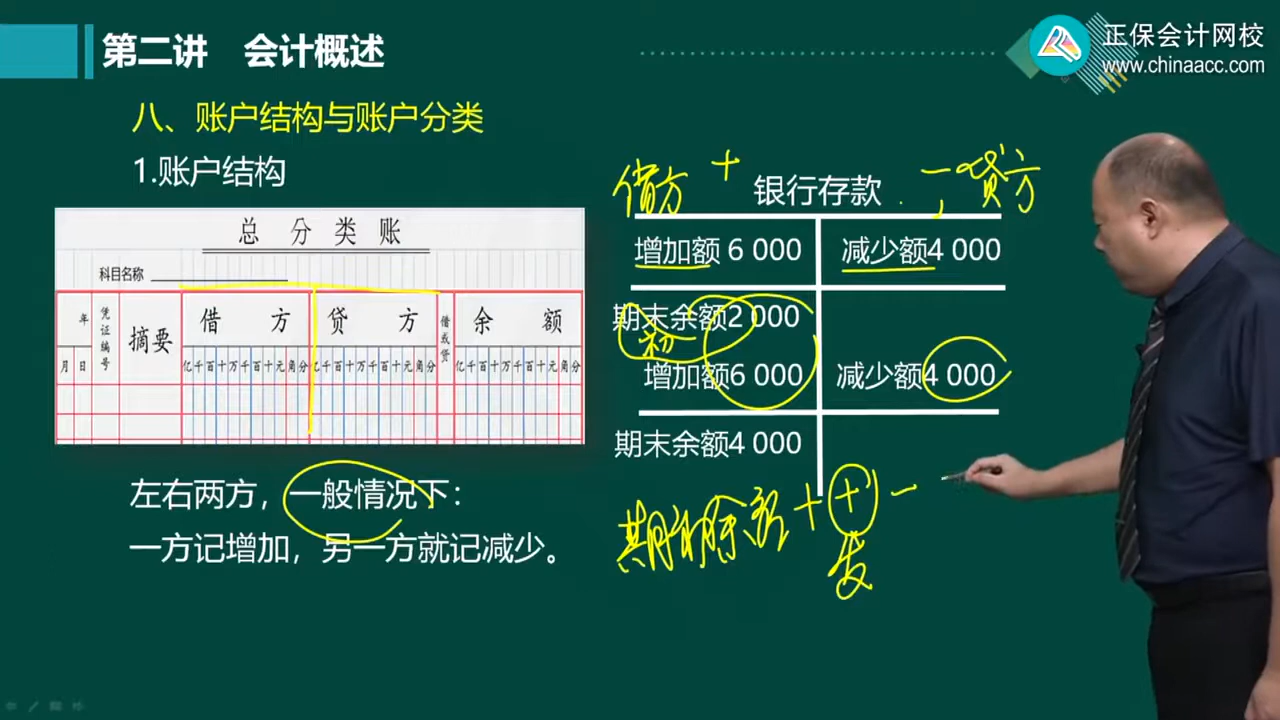 第二讲 会计概述
正保会计网校
www.chinaacc.com
八、账户结构与账户分类
1.账户结构
总 分 类 账
科目名称
年 凭证编号 摘要 借 方 贷 方 借或贷 余 额
月 日 亿千百十万千百十元角分 亿千百十万千百十元角分 亿千百十万千百十元角分
左右两方，一般情况下：
一方记增加，另一方就记减少。
借方 + 银行存款 - 贷方
增加额 6 000 减少额4 000
期末余额2 000
初
增加额6 000 减少额4 000
期末余额4 000
期初余额 + + -
发